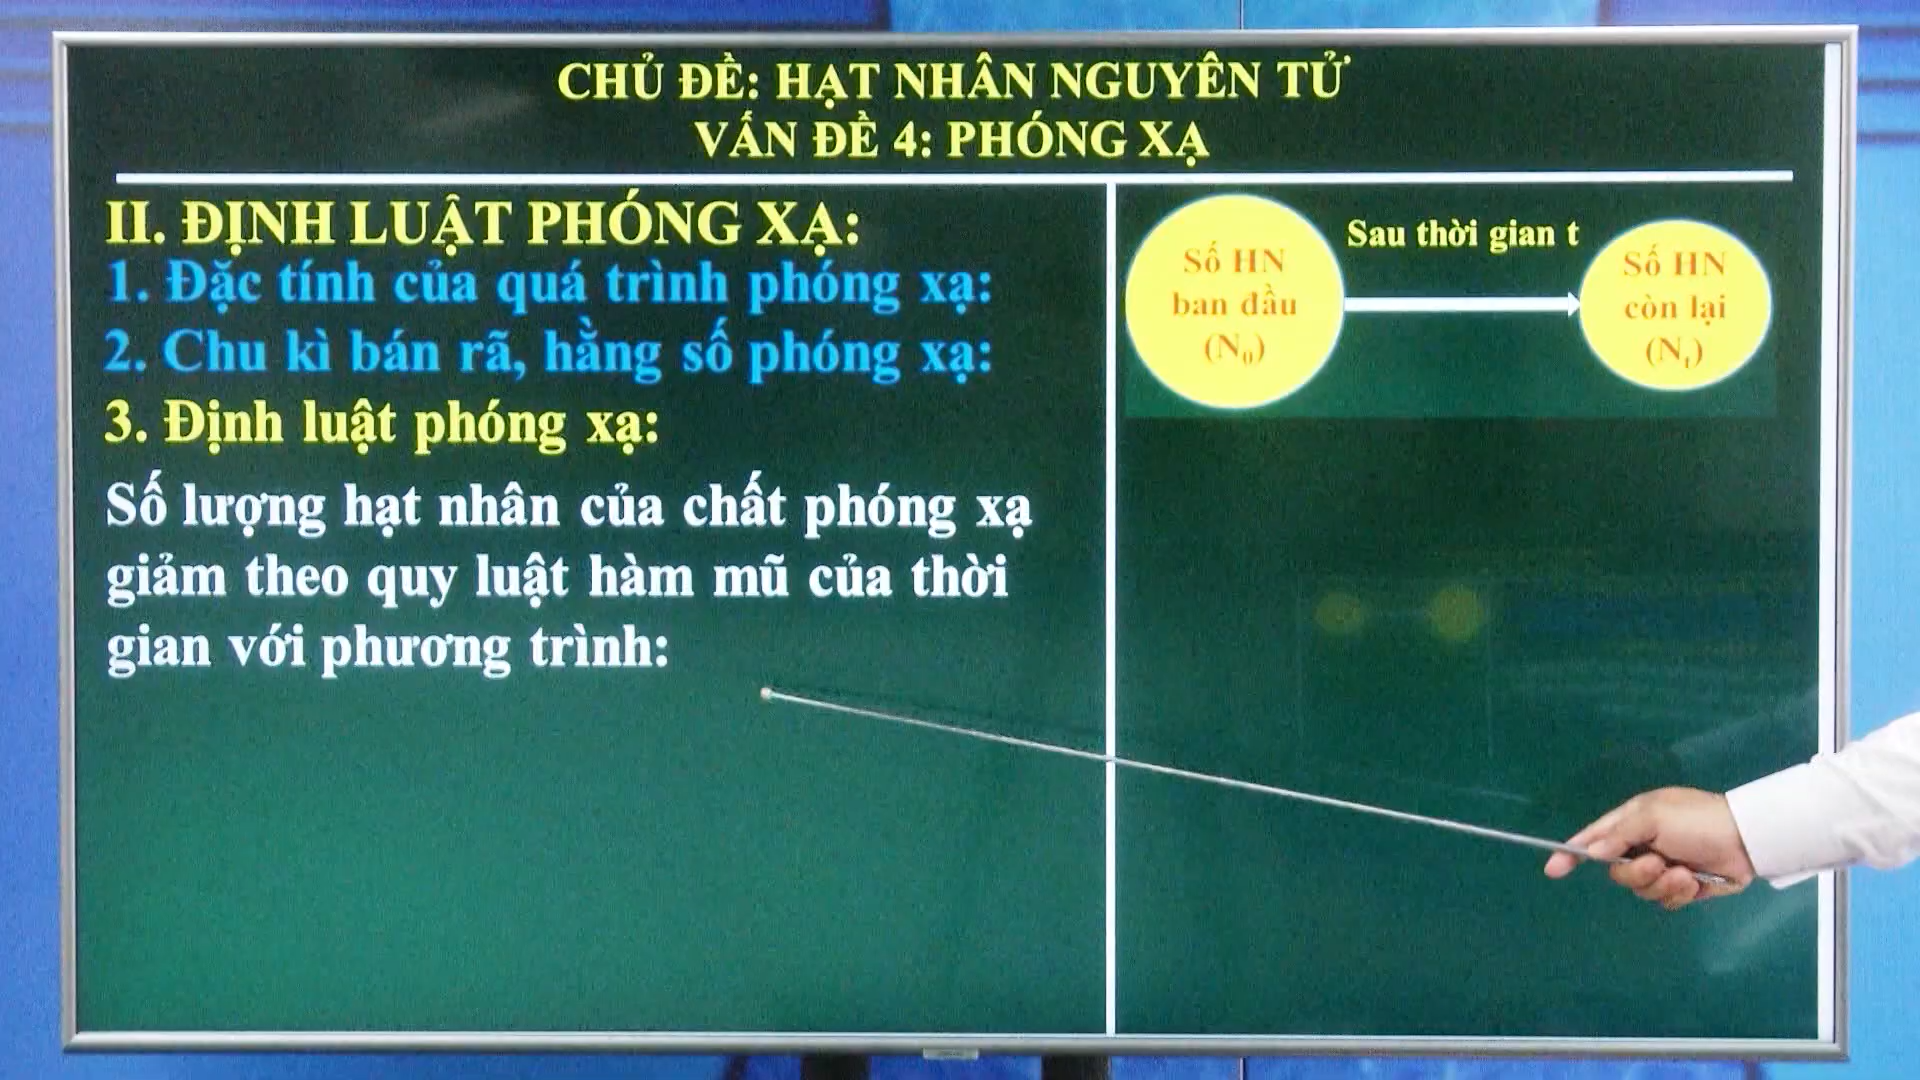 CHỦ ĐỀ: HẠT NHÂN NGUYÊN TỬ
VẤN ĐỀ 4: PHÓNG XẠ
II. ĐỊNH LUẬT PHÓNG XẠ:
1. Đặc tính của quá trình phóng xạ:
2. Chu kì bán rã, hằng số phóng xạ:
3. Định luật phóng xạ:
Số lượng hạt nhân của chất phóng xạ
giảm theo quy luật hàm mũ của thời
gian với phương trình:
Số HN
ban đầu
(N₀)
Sau thời gian t
Số HN
còn lại
(Nₜ)